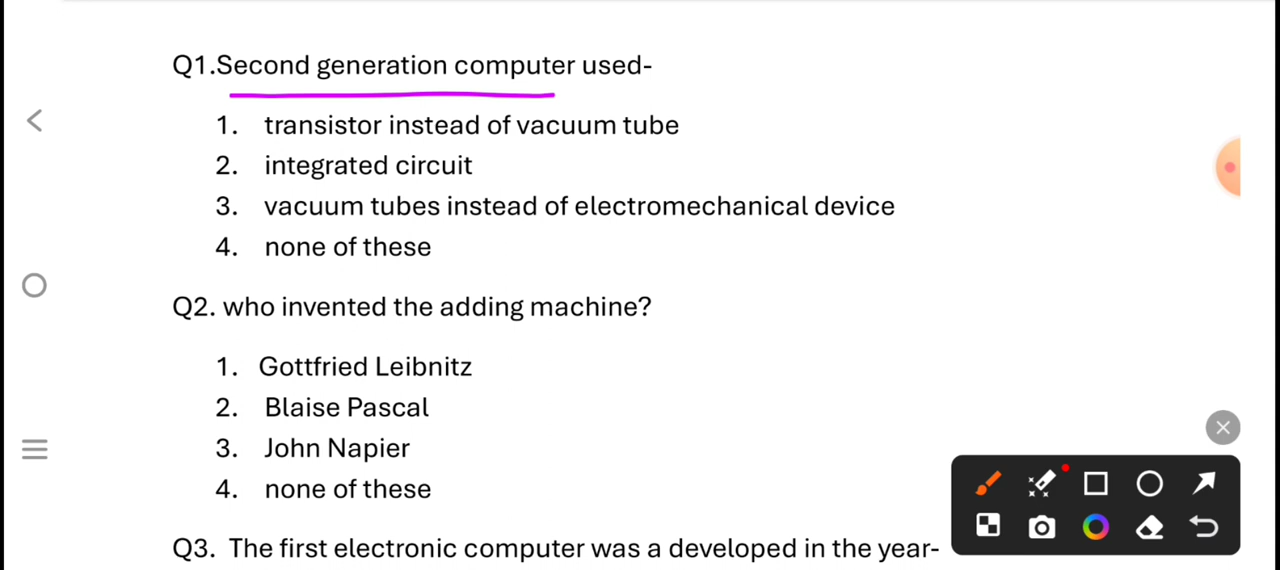 Q1.Second generation computer used-
1. transistor instead of vacuum tube
2. integrated circuit
3. vacuum tubes instead of electromechanical device
4. none of these
Q2. who invented the adding machine?
1. Gottfried Leibnitz
2. Blaise Pascal
3. John Napier
4. none of these
Q3. The first electronic computer was a developed in the year-